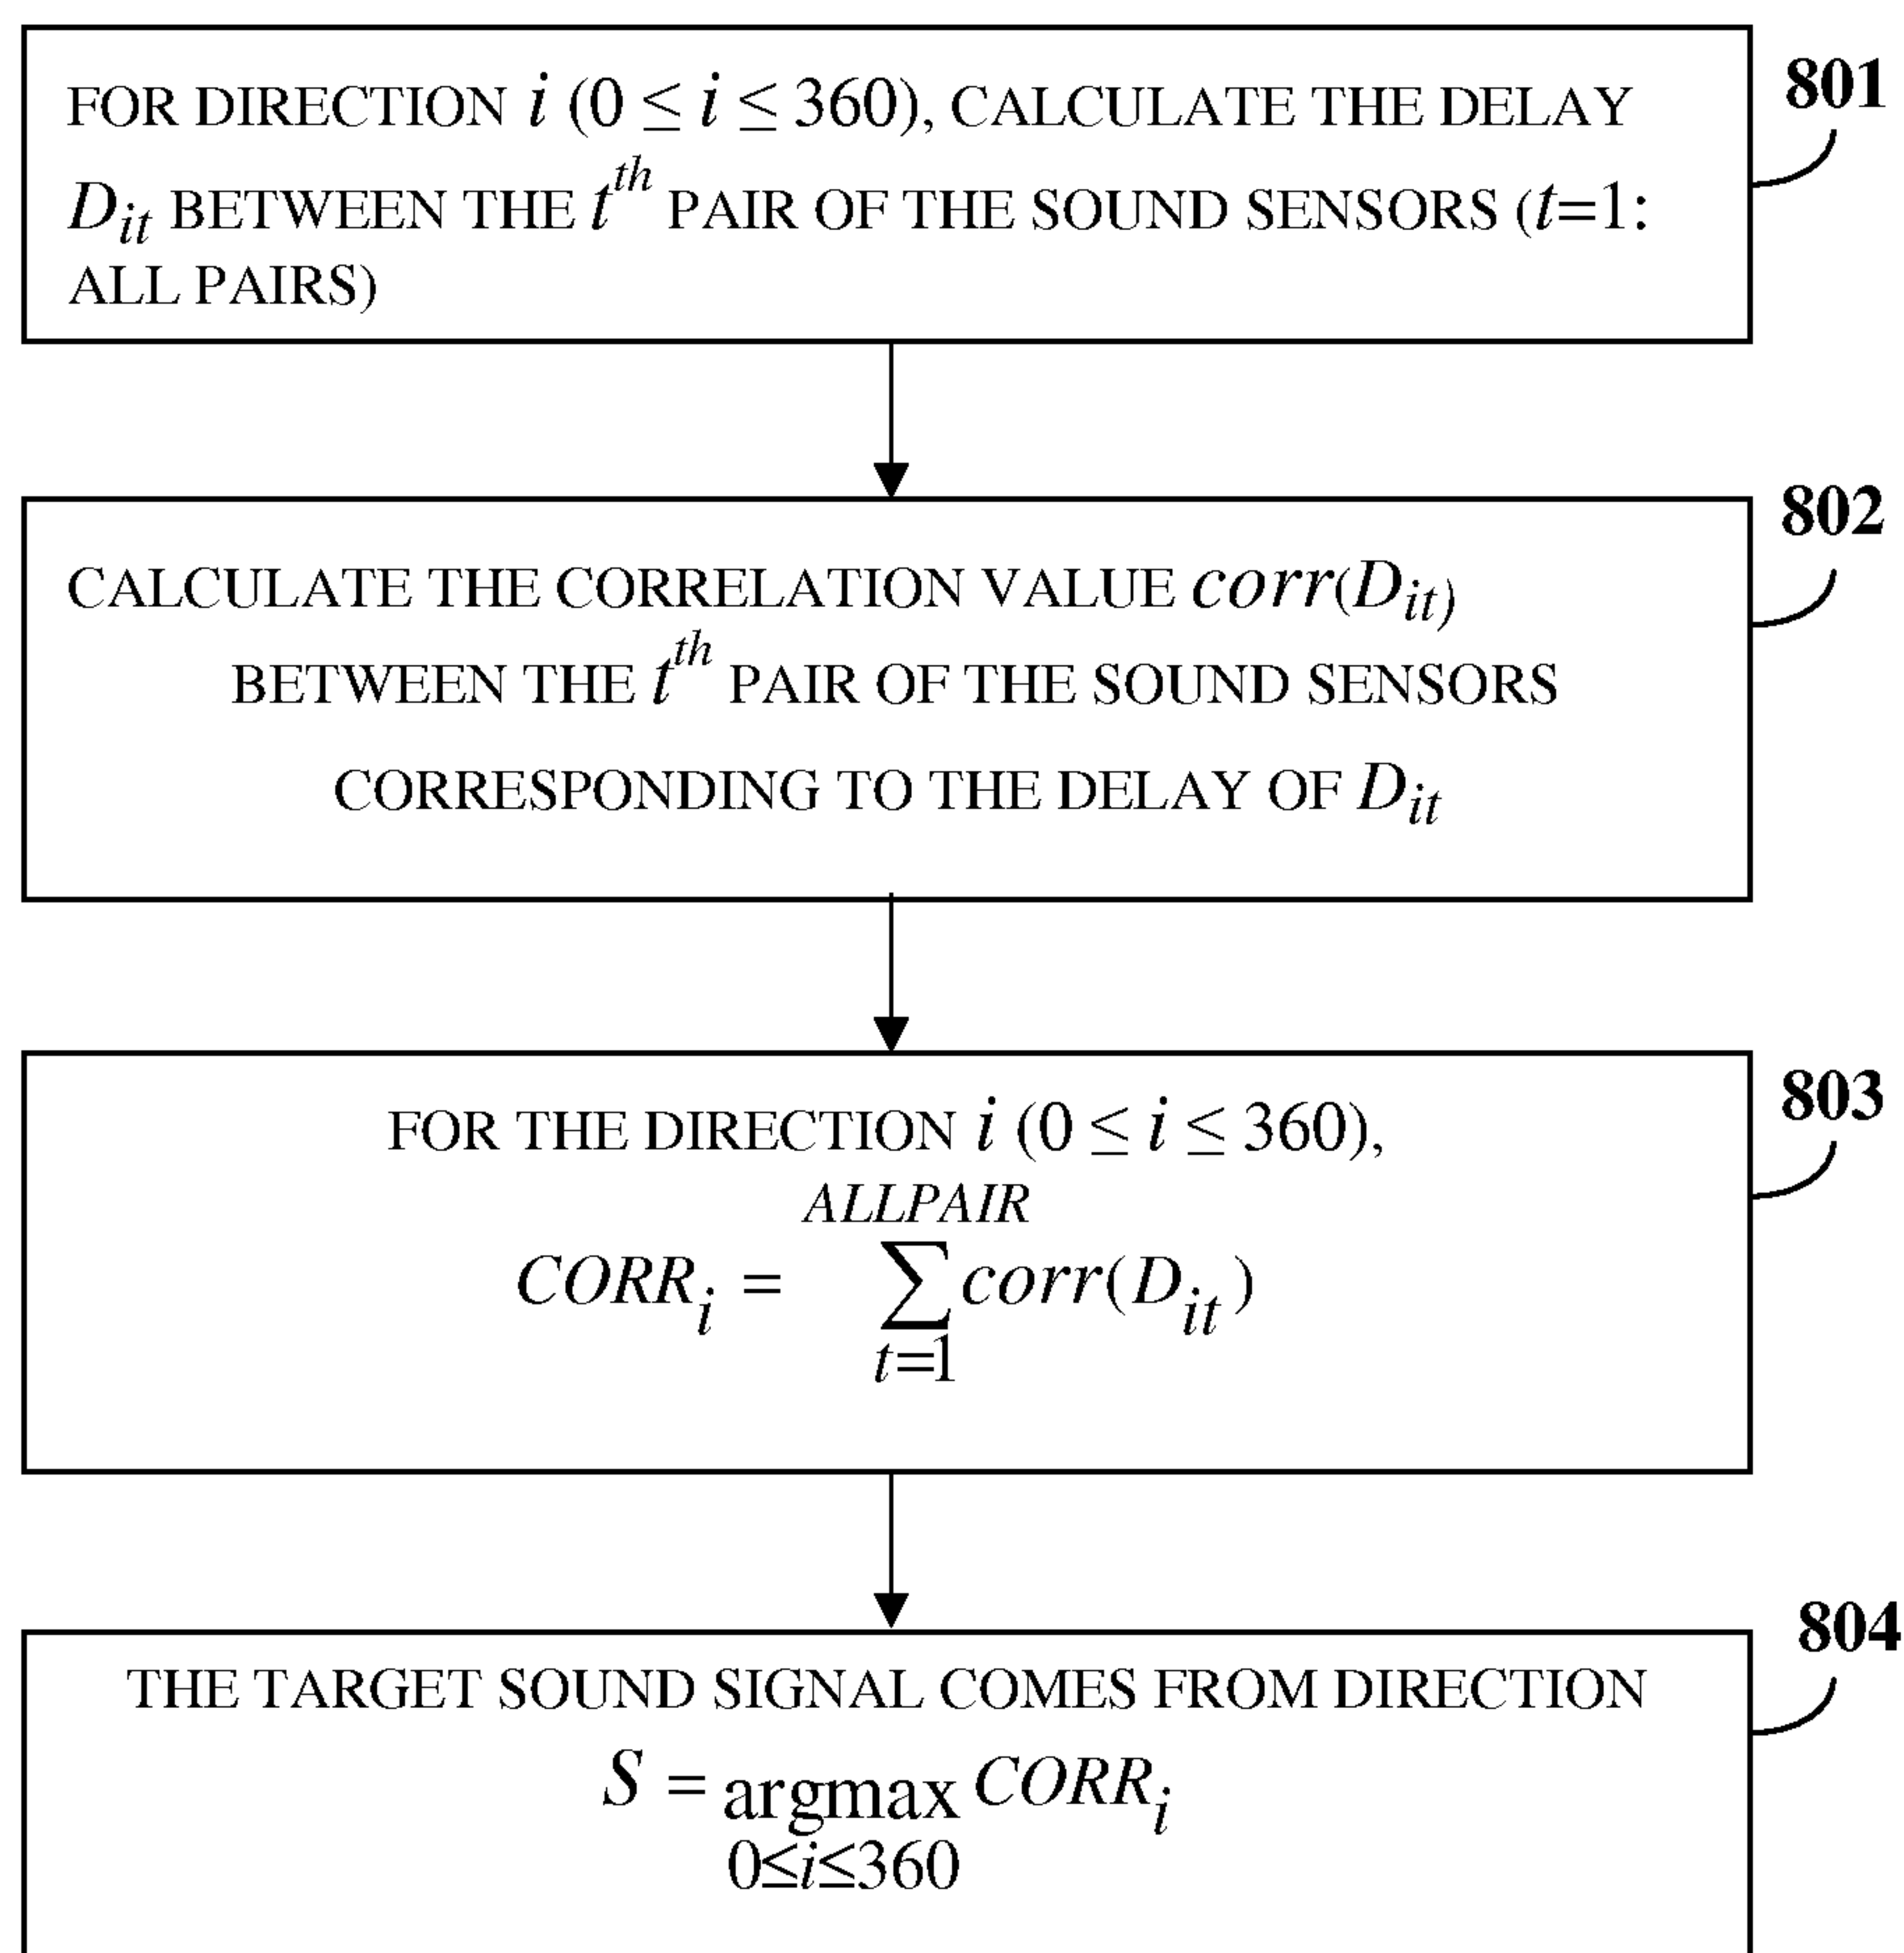 FOR DIRECTION i (0 ≤ i ≤ 360), CALCULATE THE DELAY
801
D_it BETWEEN THE t^th PAIR OF THE SOUND SENSORS (t=1:
ALL PAIRS)
802
CALCULATE THE CORRELATION VALUE corr(D_it)
BETWEEN THE t^th PAIR OF THE SOUND SENSORS
CORRESPONDING TO THE DELAY OF D_it
803
FOR THE DIRECTION i (0 ≤ i ≤ 360),
ALLPAIR
CORR_i = ∑ corr(D_it)
t=1
804
THE TARGET SOUND SIGNAL COMES FROM DIRECTION
S = argmax CORR_i
0≤i≤360